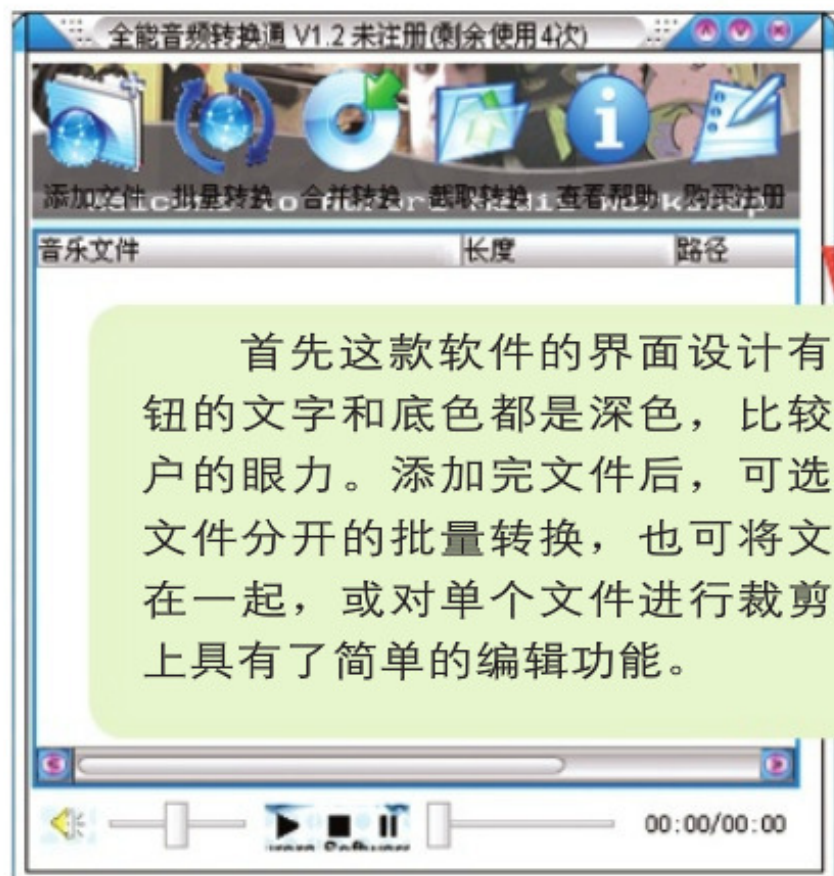 全能音频转换通 V1.2 未注册(剩余使用4次)
添加文件 批量转换 合并转换 截取转换 查看帮助 购买注册
音乐文件 长度 路径
首先这款软件的界面设计有
钮的文字和底色都是深色，比较
户的眼力。添加完文件后，可选
文件分开的批量转换，也可将文
在一起，或对单个文件进行裁剪
上具有了简单的编辑功能。
00:00/00:00